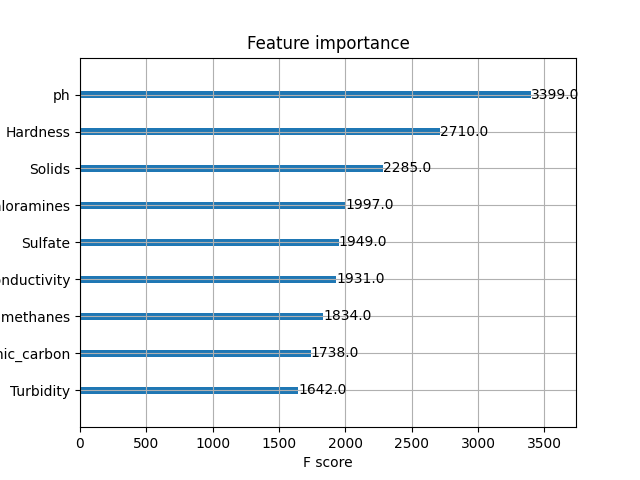 Feature importance
ph 3399.0
Hardness 2710.0
Solids 2285.0
loramines 1997.0
Sulfate 1949.0
onductivity 1931.0
methanes 1834.0
nic_carbon 1738.0
Turbidity 1642.0
0 500 1000 1500 2000 2500 3000 3500
F score